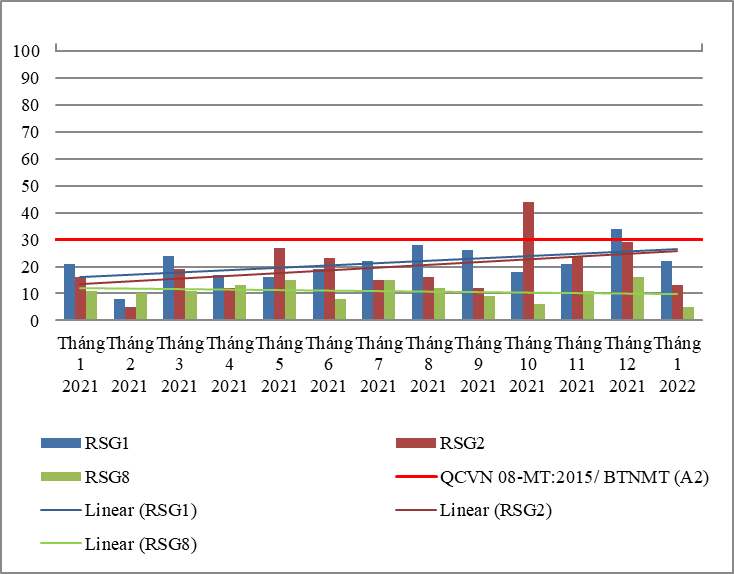 100
90
80
70
60
50
40
30
20
10
0
Tháng 1 2021
Tháng 2 2021
Tháng 3 2021
Tháng 4 2021
Tháng 5 2021
Tháng 6 2021
Tháng 7 2021
Tháng 8 2021
Tháng 9 2021
Tháng 10 2021
Tháng 11 2021
Tháng 12 2021
Tháng 1 2022
RSG1
RSG2
RSG8
QCVN 08-MT:2015/ BTNMT (A2)
Linear (RSG1)
Linear (RSG2)
Linear (RSG8)